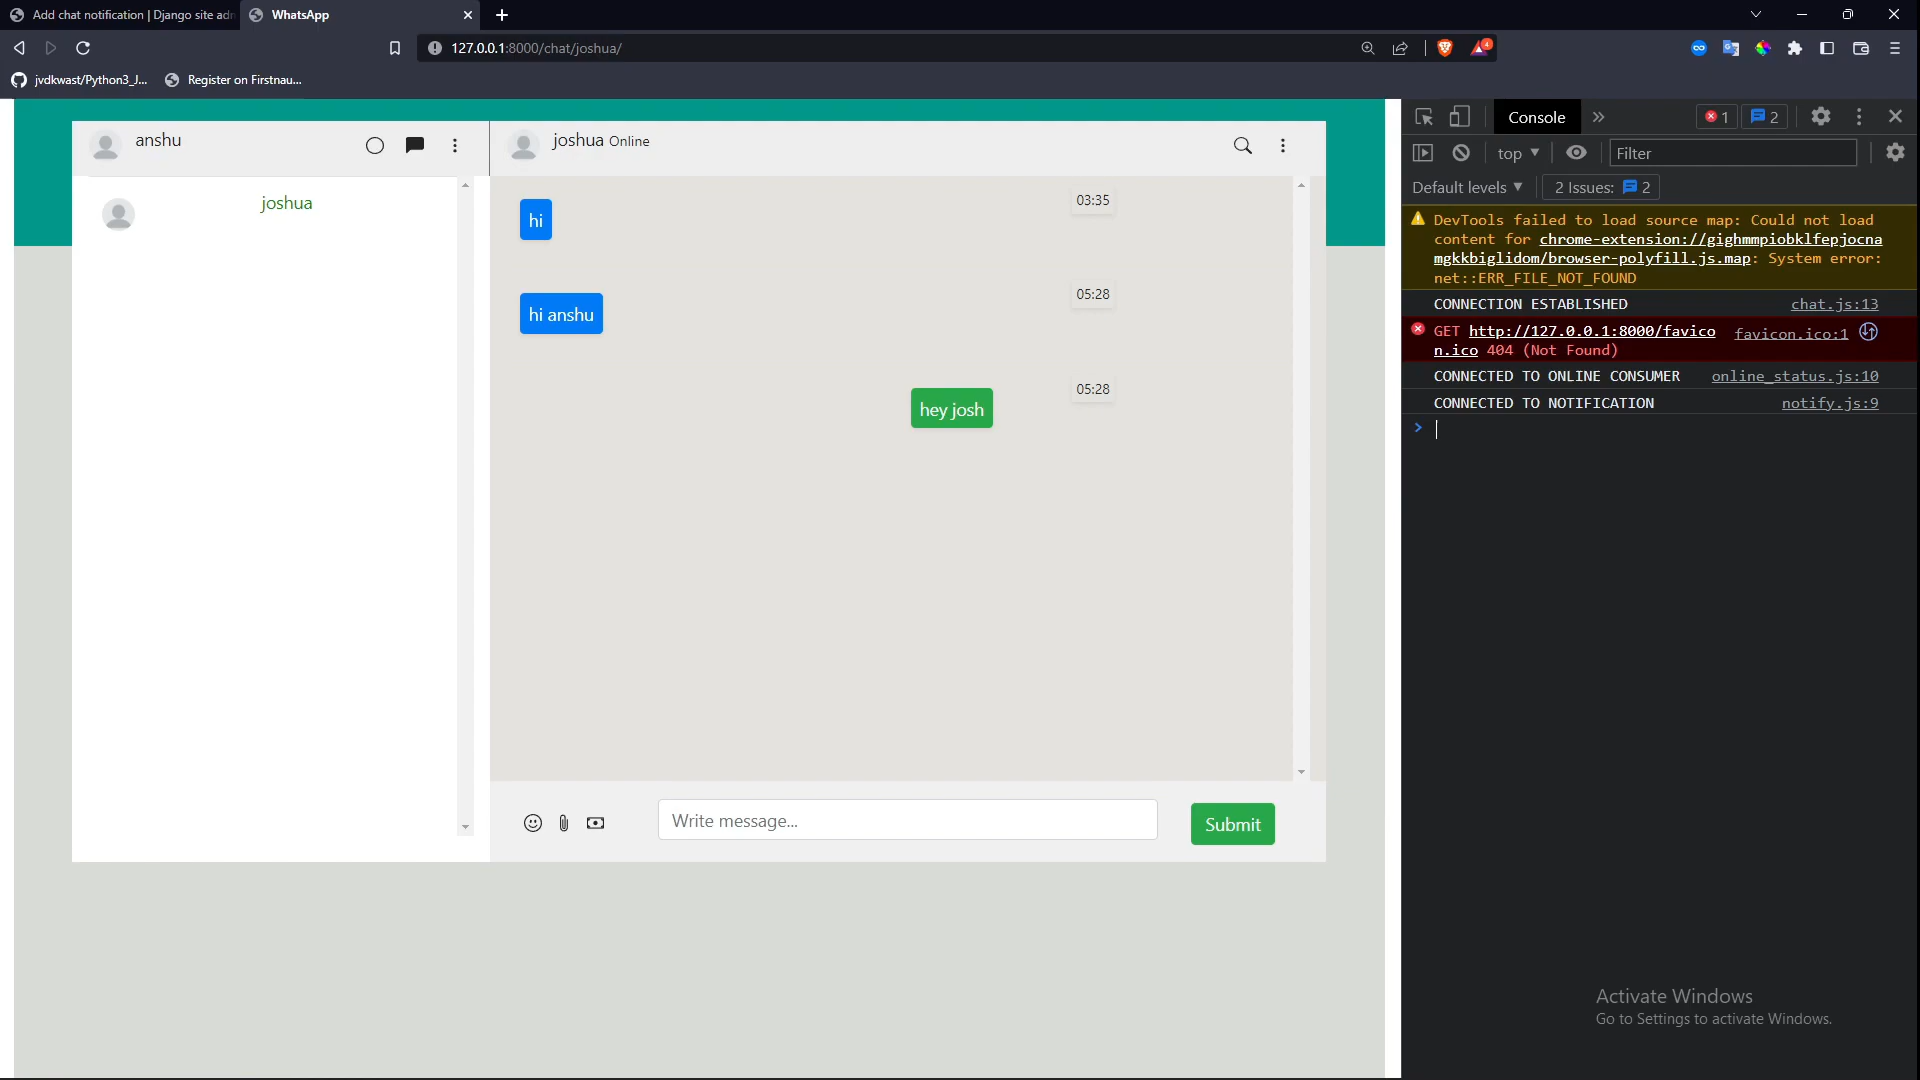 Add chat notification | Django site adn
WhatsApp
127.0.0.1:8000/chat/joshua/
4
jvdkwast/Python3_J...
Register on Firstnau...
anshu
joshua Online
joshua
hi
03:35
hi anshu
05:28
hey josh
05:28
Write message...
Submit
Console
1
2
top
Filter
Default levels
2 Issues: 2
DevTools failed to load source map: Could not load
content for chrome-extension://gighmmpiobklfepjocna
mgkkbiglidom/browser-polyfill.js.map: System error:
net::ERR_FILE_NOT_FOUND
CONNECTION ESTABLISHED chat.js:13
GET http://127.0.0.1:8000/favico favicon.ico:1
n.ico 404 (Not Found)
CONNECTED TO ONLINE CONSUMER online_status.js:10
CONNECTED TO NOTIFICATION notify.js:9
Activate Windows
Go to Settings to activate Windows.